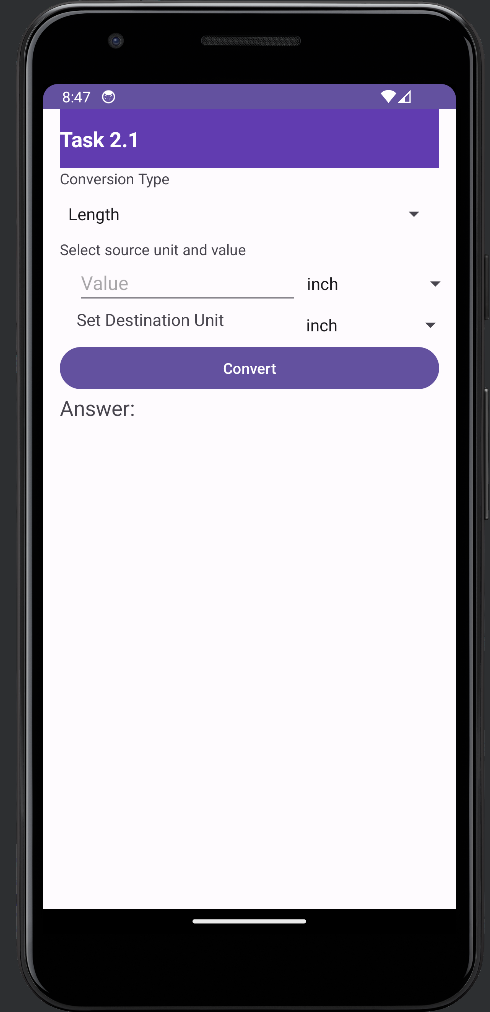 8:47
Task 2.1
Conversion Type
Length
Select source unit and value
Value inch
Set Destination Unit inch
Convert
Answer: